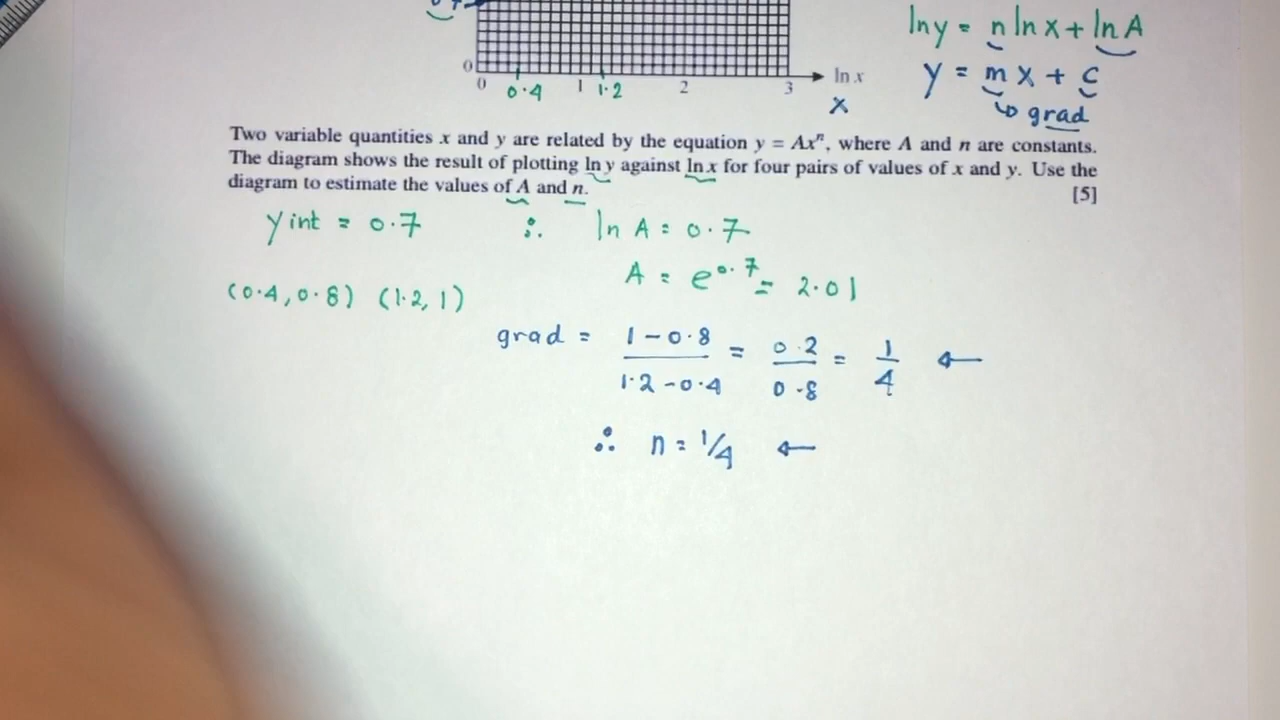 ln y = n ln x + ln A
0
0 0.4 1 1.2 2 3 ln x
x
y = m x + c
grad
Two variable quantities x and y are related by the equation y = Axⁿ, where A and n are constants.
The diagram shows the result of plotting ln y against ln x for four pairs of values of x and y. Use the
diagram to estimate the values of A and n. [5]
y int = 0.7 ∴ ln A = 0.7
A = e^0.7 = 2.01
(0.4, 0.8) (1.2, 1)
grad = (1 - 0.8)/(1.2 - 0.4) = 0.2/0.8 = 1/4 ←
∴ n = 1/4 ←